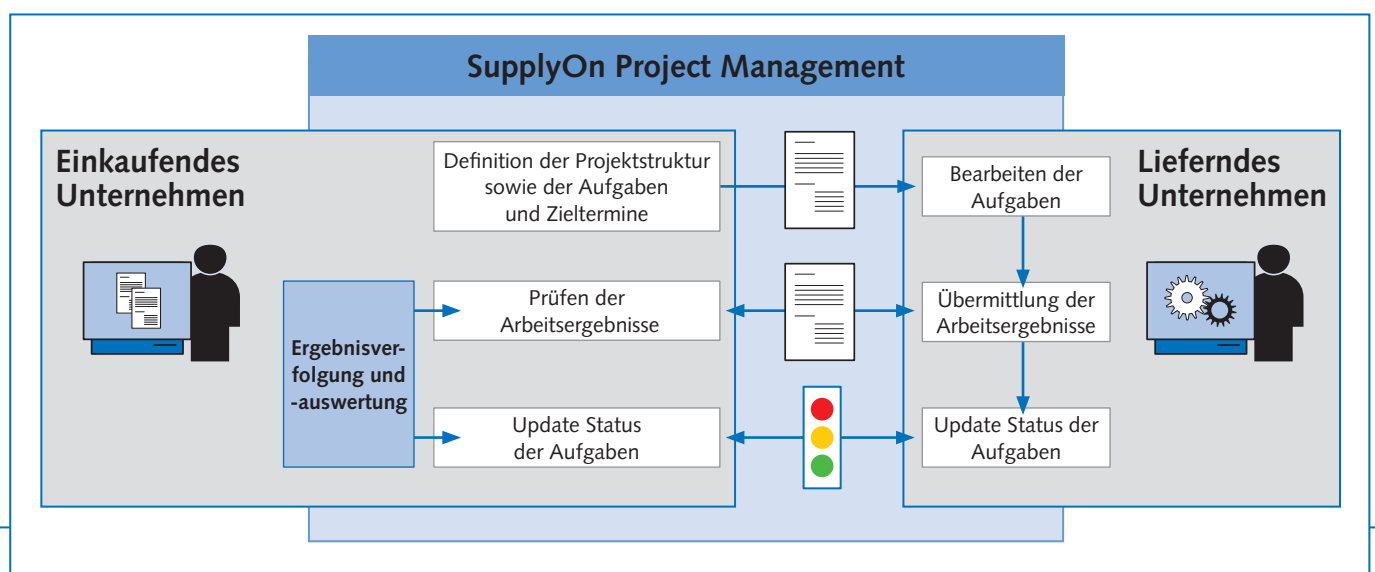 SupplyOn Project Management
Einkaufendes
Unternehmen
Definition der Projektstruktur
sowie der Aufgaben
und Zieltermine
Bearbeiten der
Aufgaben
Lieferndes
Unternehmen
Ergebnisver-
folgung und
-auswertung
Prüfen der
Arbeitsergebnisse
Übermittlung der
Arbeitsergebnisse
Update Status
der Aufgaben
Update Status der
Aufgaben